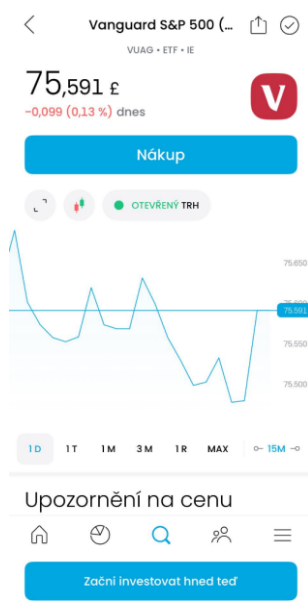 Vanguard S&P 500 (...
VUAG • ETF • IE
75,591 £
-0,099 (0,13 %) dnes
V
Nákup
OTEVŘENÝ TRH
75.650
75.591
75.550
75.500
1D 1T 1M 3M 1R MAX 15M
Upozornění na cenu
Začni investovat hned teď